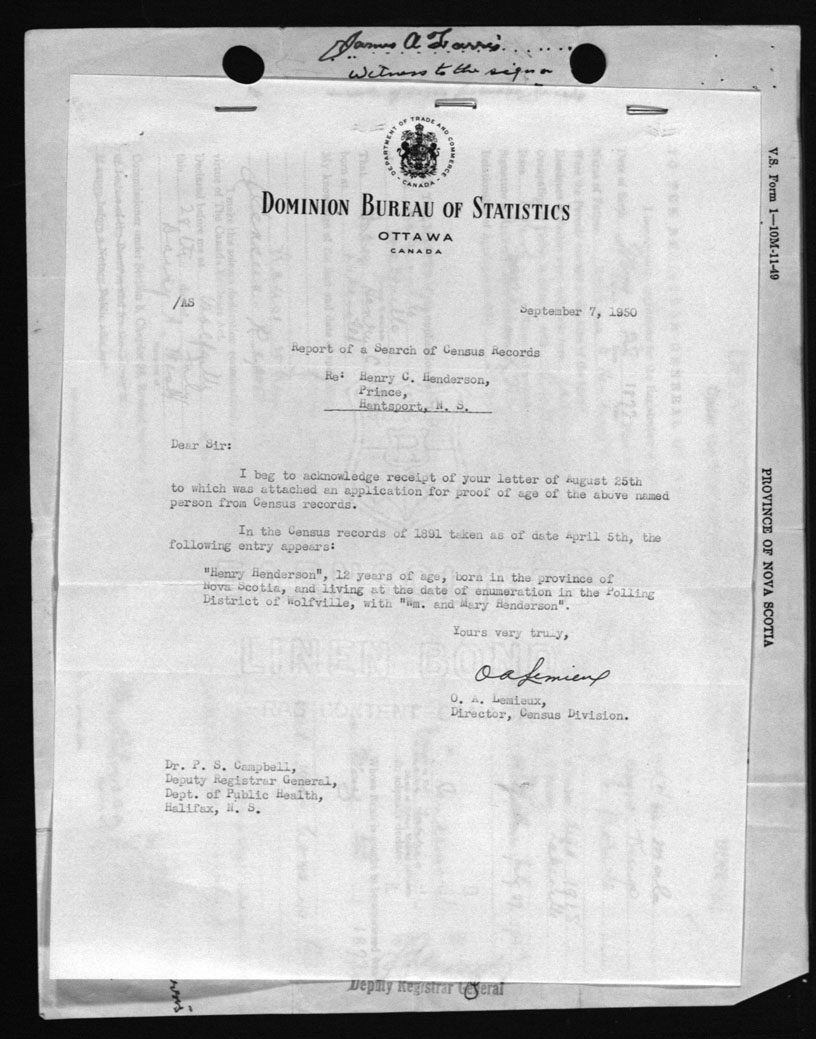 James A Harris
Witness to the
DEPARTMENT OF TRADE AND COMMERCE
CANADA
DOMINION BUREAU OF STATISTICS
OTTAWA
CANADA
/AS
September 7, 1950
Report of a Search of Census Records
Re: Henry C. Henderson,
Prince,
Hantsport, N. S.
Dear Sir:
I beg to acknowledge receipt of your letter of August 25th
to which was attached an application for proof of age of the above named
person from Census records.
In the Census records of 1891 taken as of date April 5th, the
following entry appears:
"Henry Henderson", 12 years of age, born in the province of
Nova Scotia, and living at the date of enumeration in the Polling
District of Wolfville, with "Wm. and Mary Henderson".
Yours very truly,
O A Lemieux
O. A. Lemieux,
Director, Census Division.
Dr. P. S. Campbell,
Deputy Registrar General,
Dept. of Public Health,
Halifax, N. S.
LINEN BOND
CONTENT
Deputy Registrar General
V.S. Form 1—10M-11-49
PROVINCE OF NOVA SCOTIA